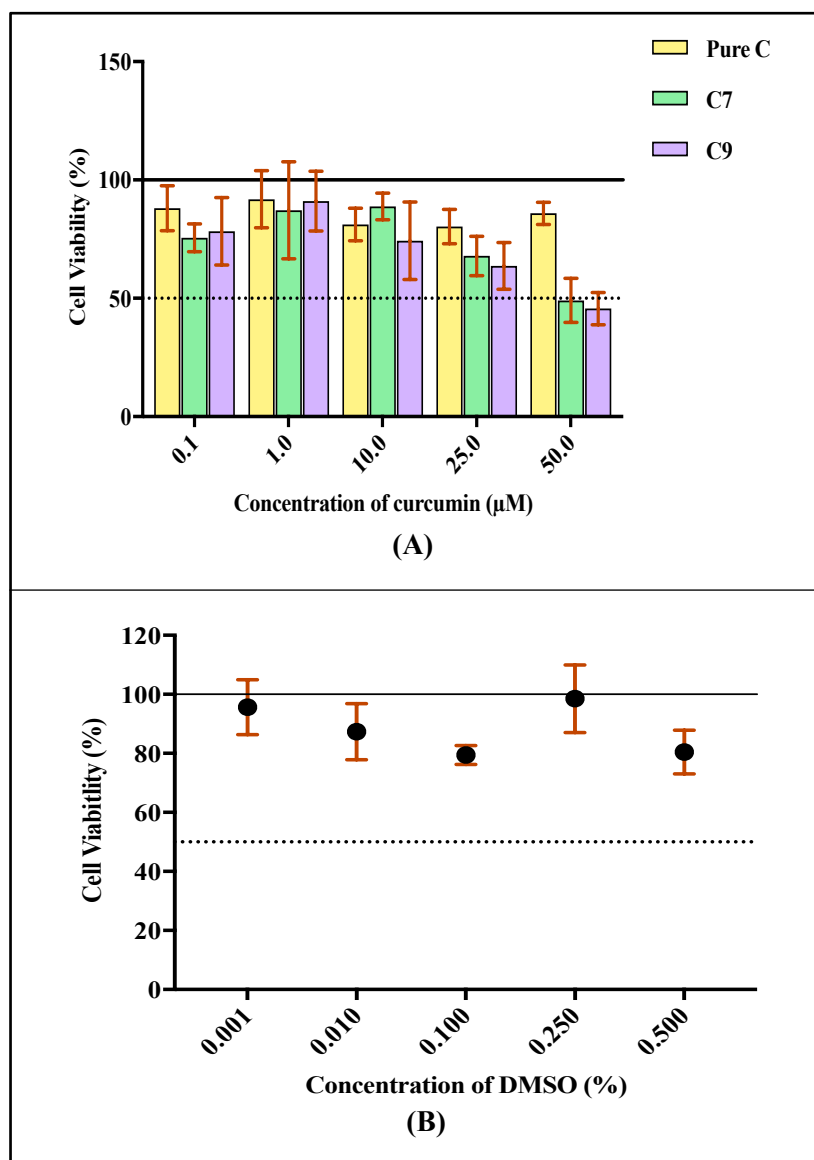 Pure C
C7
C9
150
100
50
0
Cell Viability (%)
0.1 1.0 10.0 25.0 50.0
Concentration of curcumin (µM)
(A)
120
100
80
60
40
20
0
Cell Viabitlity (%)
0.001 0.010 0.100 0.250 0.500
Concentration of DMSO (%)
(B)